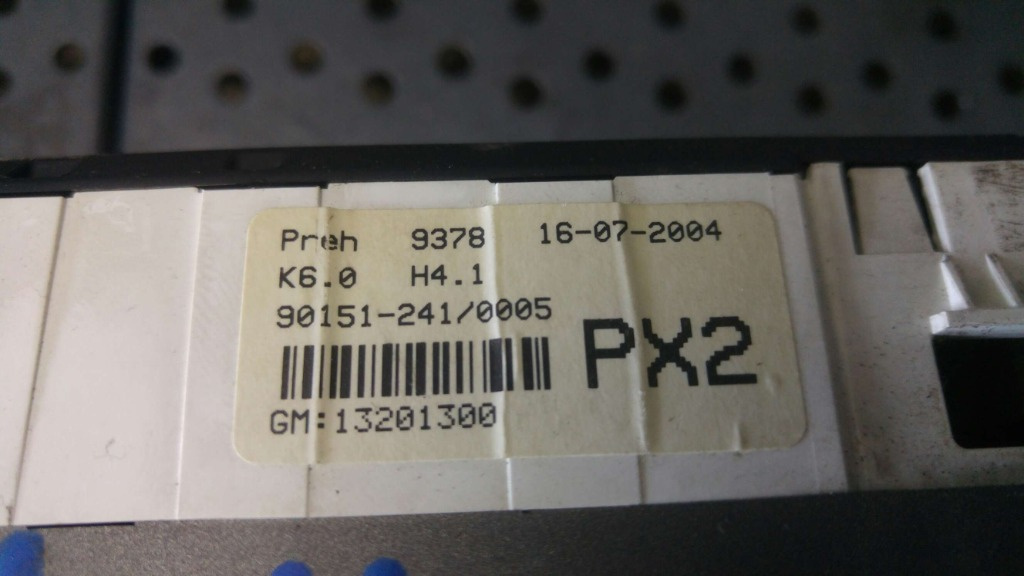 Preh 9378 16-07-2004
K6.0 H4.1
90151-241/0005
PX2
GM:13201300